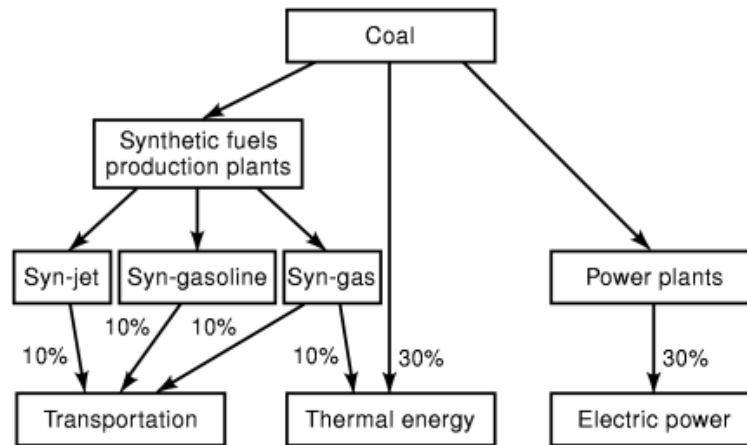 Coal
Synthetic fuels
production plants
Syn-jet
Syn-gasoline
Syn-gas
Power plants
10%
10%
10%
10%
30%
30%
Transportation
Thermal energy
Electric power